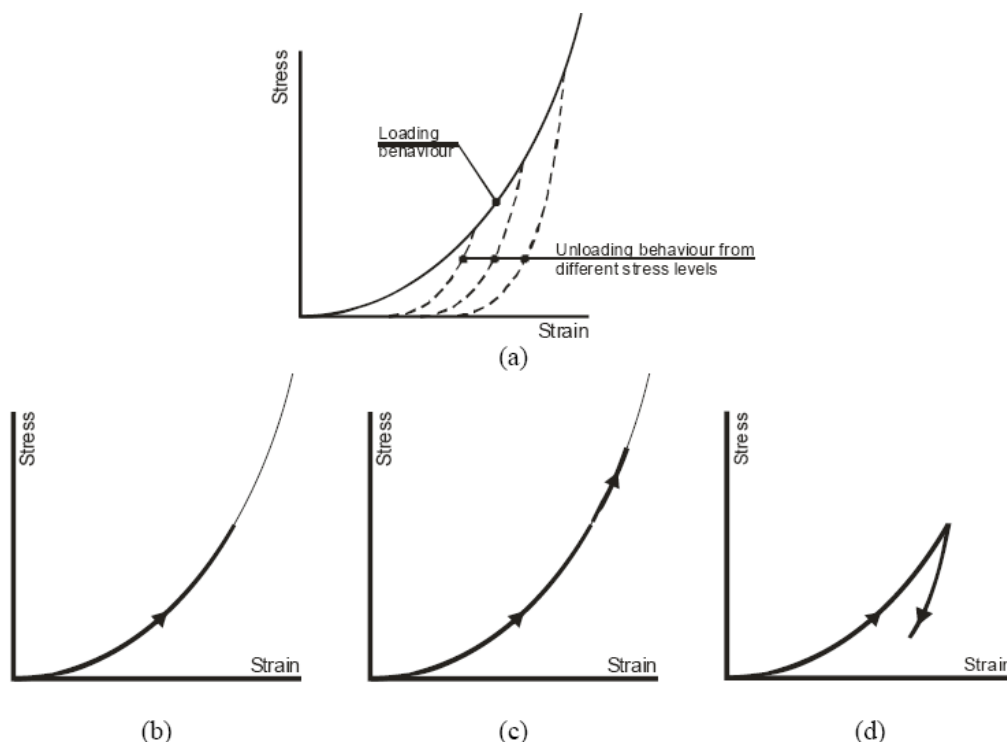 Stress
Loading
behaviour
Unloading behaviour from
different stress levels
Strain
(a)
Stress
Strain
(b)
Stress
Strain
(c)
Stress
Strain
(d)